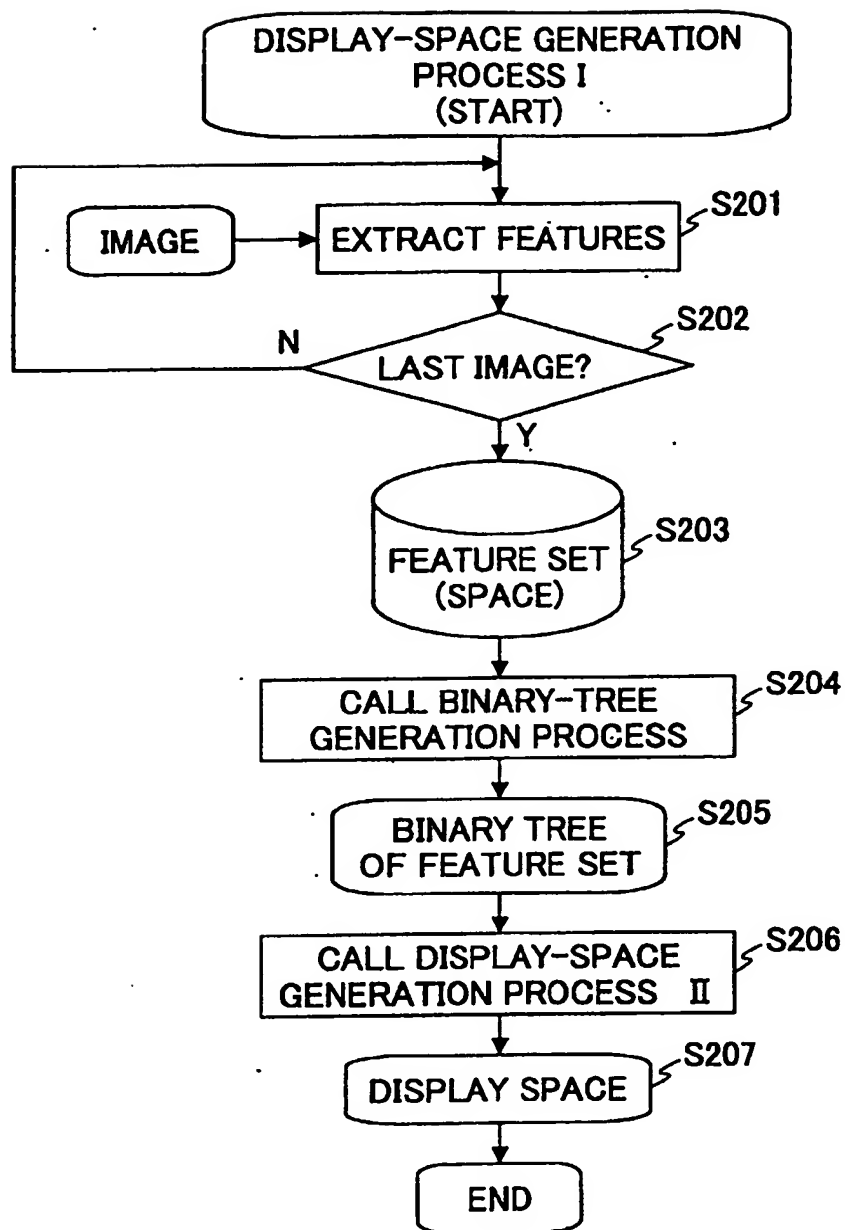 DISPLAY-SPACE GENERATION
PROCESS I
(START)
IMAGE
EXTRACT FEATURES
S201
N
LAST IMAGE?
S202
Y
FEATURE SET
(SPACE)
S203
CALL BINARY-TREE
GENERATION PROCESS
S204
BINARY TREE
OF FEATURE SET
S205
CALL DISPLAY-SPACE
GENERATION PROCESS II
S206
DISPLAY SPACE
S207
END